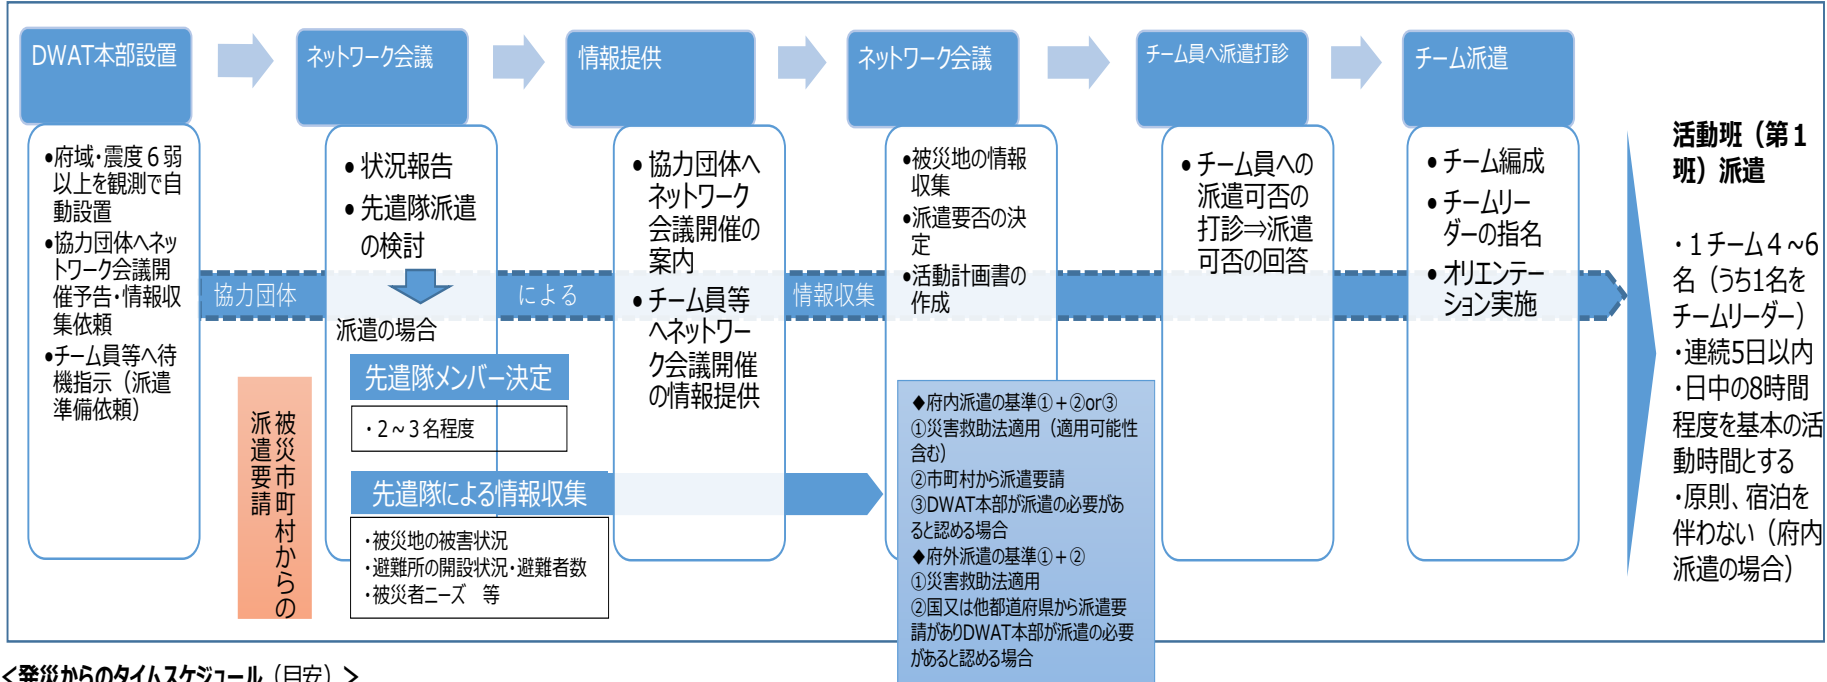 DWAT本部設置
ネットワーク会議
情報提供
ネットワーク会議
チーム員へ派遣打診
チーム派遣
•府域・震度６弱
以上を観測で自
動設置
•協力団体へネッ
トワーク会議開
催予告・情報収
集依頼
•チーム員等へ待
機指示（派遣
準備依頼）
• 状況報告
• 先遣隊派遣
の検討
• 協力団体へ
ネットワーク
会議開催の
案内
• チーム員等
へネットワー
ク会議開催
の情報提供
•被災地の情報
収集
•派遣要否の決
定
•活動計画書の
作成
• チーム員への
派遣可否の
打診⇒派遣
可否の回答
• チーム編成
• チームリー
ダーの指名
• オリエンテー
ション実施
協力団体
による
情報収集
派遣の場合
先遣隊メンバー決定
・２～３名程度
先遣隊による情報収集
・被災地の被害状況
・避難所の開設状況・避難者数
・被災者ニーズ　等
被災市町村からの
派遣要請
◆府内派遣の基準①＋②or③
①災害救助法適用（適用可能性
含む）
②市町村から派遣要請
③DWAT本部が派遣の必要があ
ると認める場合
◆府外派遣の基準①＋②
①災害救助法適用
②国又は他都道府県から派遣要
請がありDWAT本部が派遣の必要
があると認める場合
活動班（第１
班）派遣
・１チーム４～6
名（うち1名を
チームリーダー）
・連続5日以内
・日中の8時間
程度を基本の活
動時間とする
・原則、宿泊を
伴わない（府内
派遣の場合）
＜発災からのタイムスケジュール（目安）＞